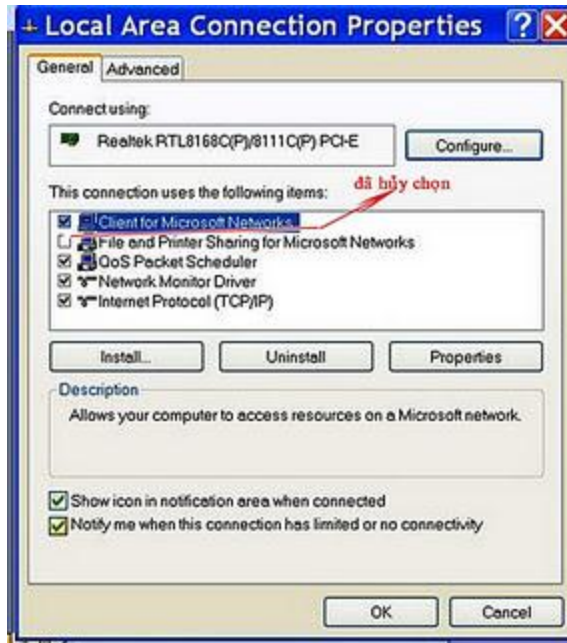 Local Area Connection Properties
General Advanced
Connect using:
Realtek RTL8168C(P)/8111C(P) PCI-E
Configure...
This connection uses the following items:
đã hủy chọn
Client for Microsoft Networks
File and Printer Sharing for Microsoft Networks
QoS Packet Scheduler
Network Monitor Driver
Internet Protocol (TCP/IP)
Install... Uninstall Properties
Description
Allows your computer to access resources on a Microsoft network.
Show icon in notification area when connected
Notify me when this connection has limited or no connectivity
OK Cancel